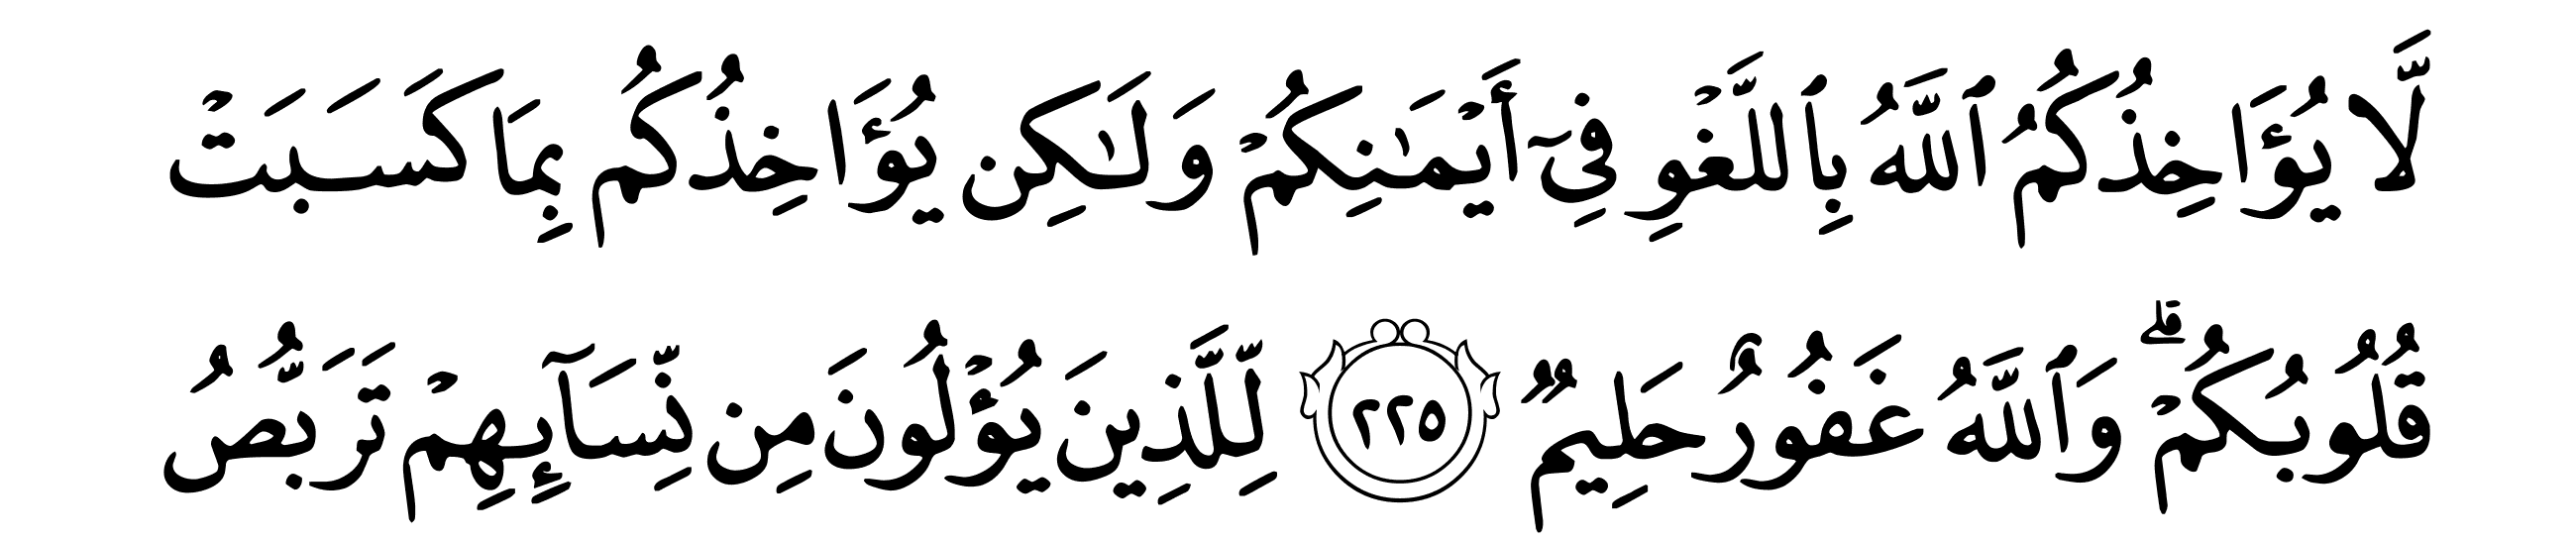 لَّا يُؤَاخِذُكُمُ ٱللَّهُ بِٱللَّغْوِ فِىٓ أَيْمَـٰنِكُمْ وَلَـٰكِن يُؤَاخِذُكُم بِمَا كَسَبَتْ
قُلُوبُكُمْ ۗ وَٱللَّهُ غَفُورٌ حَلِيمٌ ٢٢٥ لِّلَّذِينَ يُؤْلُونَ مِن نِّسَآئِهِمْ تَرَبُّصُ